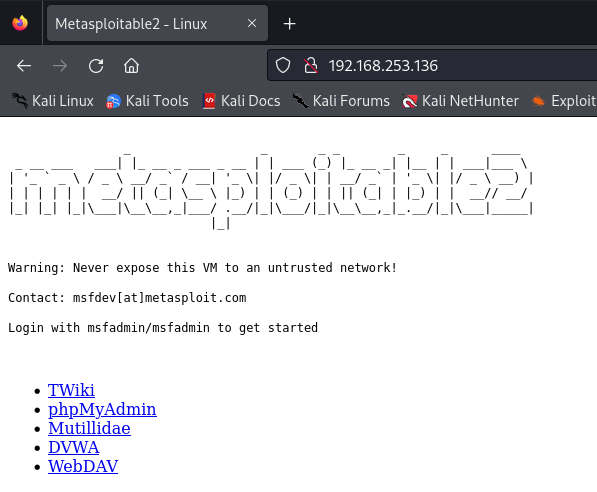 Metasploitable2 - Linux
192.168.253.136
Kali Linux Kali Tools Kali Docs Kali Forums Kali NetHunter Exploit
metasploitable2
Warning: Never expose this VM to an untrusted network!
Contact: msfdev[at]metasploit.com
Login with msfadmin/msfadmin to get started
TWiki
phpMyAdmin
Mutillidae
DVWA
WebDAV